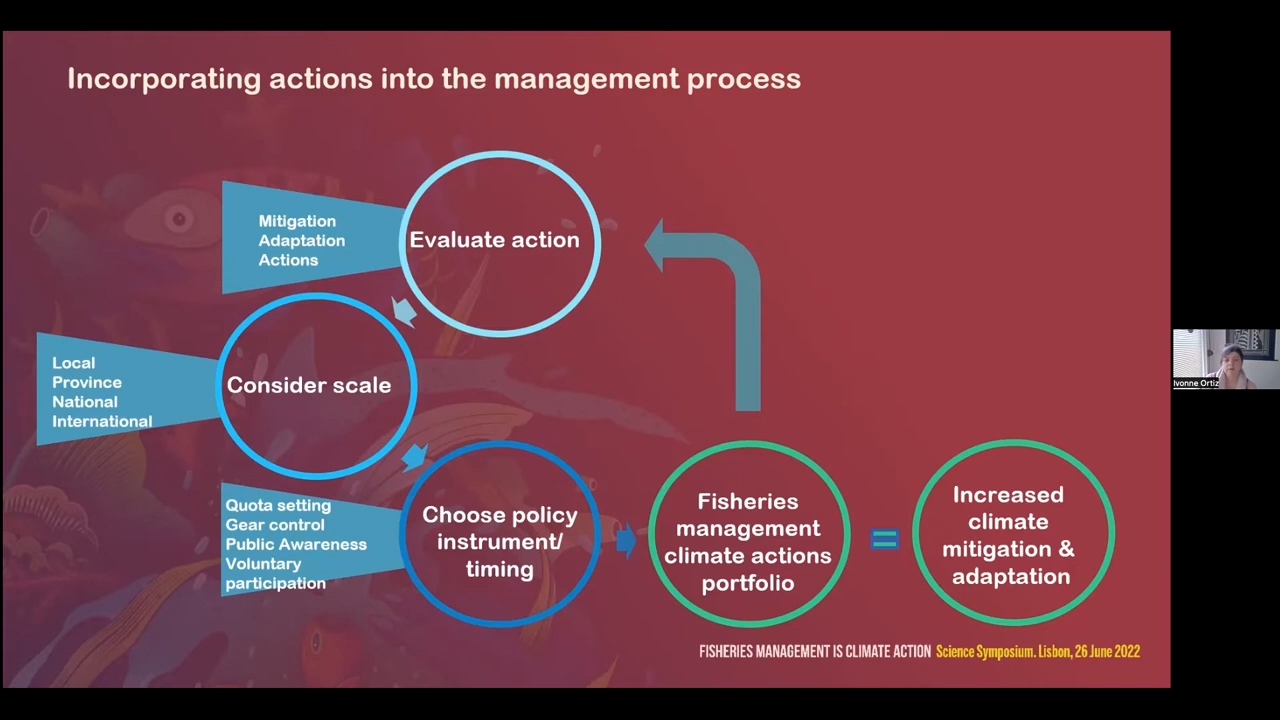 Incorporating actions into the management process
Mitigation
Adaptation
Actions
Evaluate action
Local
Province
National
International
Consider scale
Quota setting
Gear control
Public Awareness
Voluntary
participation
Choose policy
instrument/
timing
Fisheries
management
climate actions
portfolio
=
Increased
climate
mitigation &
adaptation
FISHERIES MANAGEMENT IS CLIMATE ACTION Science Symposium. Lisbon, 26 June 2022
Ivonne Ortiz